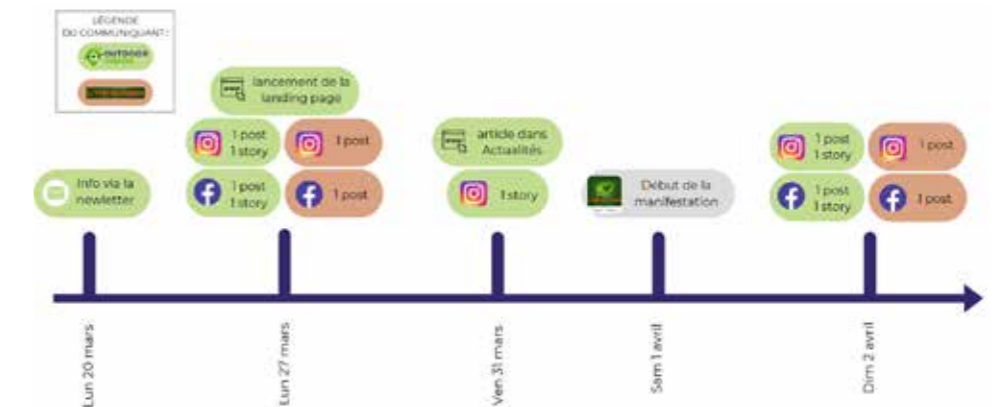 LÉGENDE
DU COMMUNIQUANT :
OUTDOOR
lancement de la
landing page
1 post
1 story
1 post
article dans
Actualités
1 post
1 story
1 post
Info via la
newletter
1 post
1 story
1 post
1 story
Début de la
manifestation
1 post
1 story
1 post
Lun 20 mars
Lun 27 mars
Ven 31 mars
Sam 1 avril
Dim 2 avril